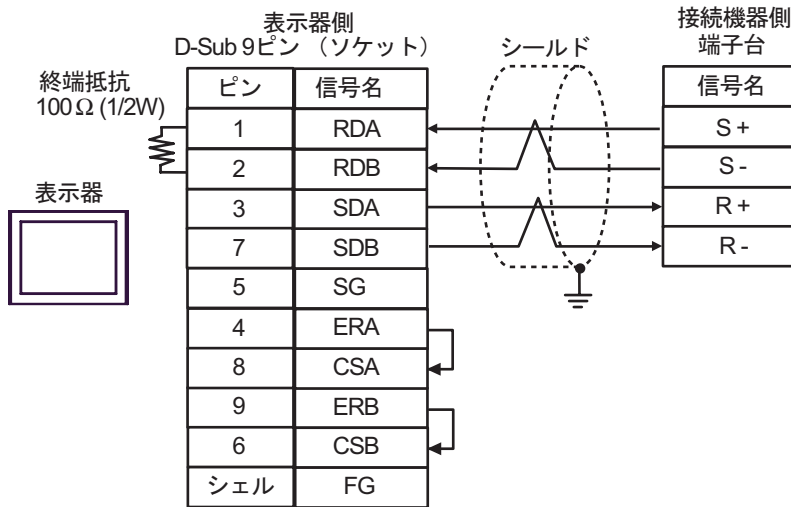 表示器側
D-Sub 9ピン （ソケット）
シールド
接続機器側
端子台
終端抵抗
100Ω (1/2W)
表示器
ピン 信号名
1 RDA
2 RDB
3 SDA
7 SDB
5 SG
4 ERA
8 CSA
9 ERB
6 CSB
シェル FG
信号名
S +
S -
R +
R -